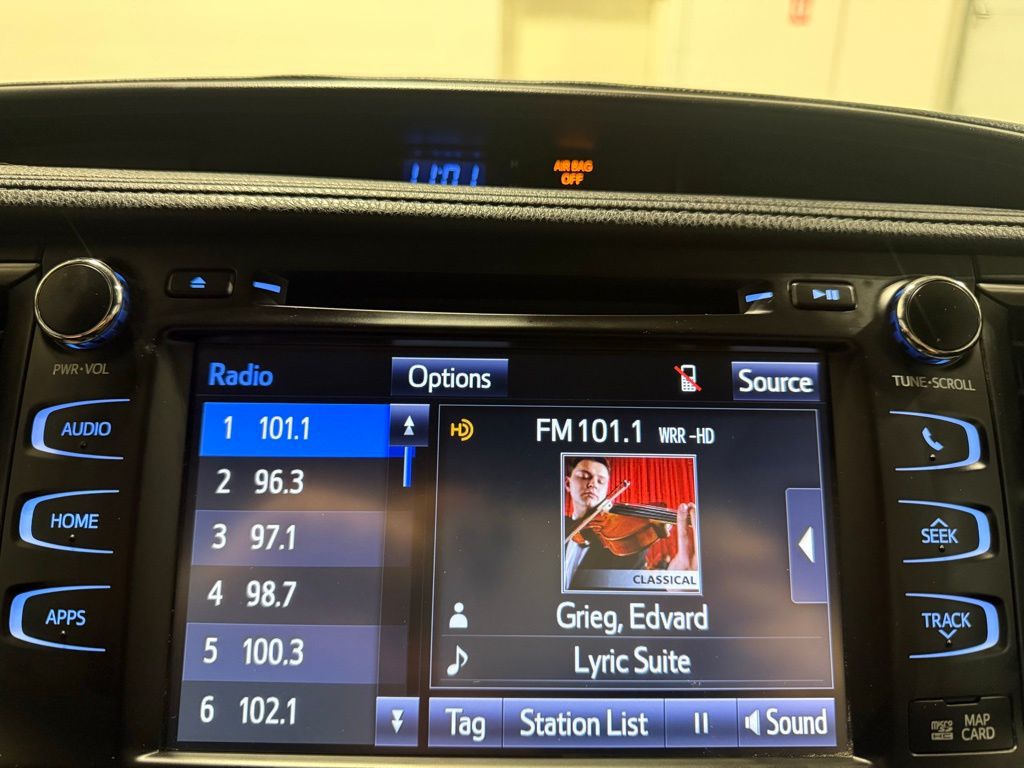 11:01
AIR BAG
OFF
PWR•VOL
TUNE•SCROLL
AUDIO
HOME
APPS
SEEK
TRACK
Radio
Options
Source
1 101.1
2 96.3
3 97.1
4 98.7
5 100.3
6 102.1
HD
FM 101.1 WRR -HD
CLASSICAL
Grieg, Edvard
Lyric Suite
Tag
Station List
Sound
micro
SD
HC
MAP
CARD